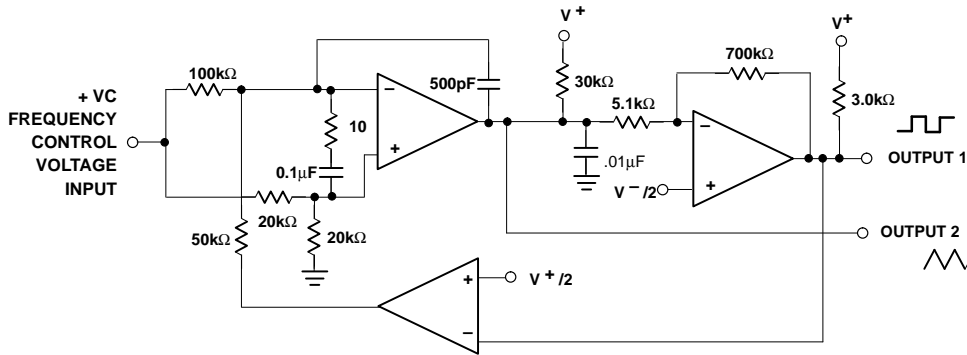 V+
V+
100kΩ
500pF
30kΩ
700kΩ
+ VC
FREQUENCY
CONTROL
VOLTAGE
INPUT
−
+
10
0.1µF
5.1kΩ
3.0kΩ
−
+
.01µF
V−/2
OUTPUT 1
20kΩ
20kΩ
50kΩ
OUTPUT 2
+
−
V+/2